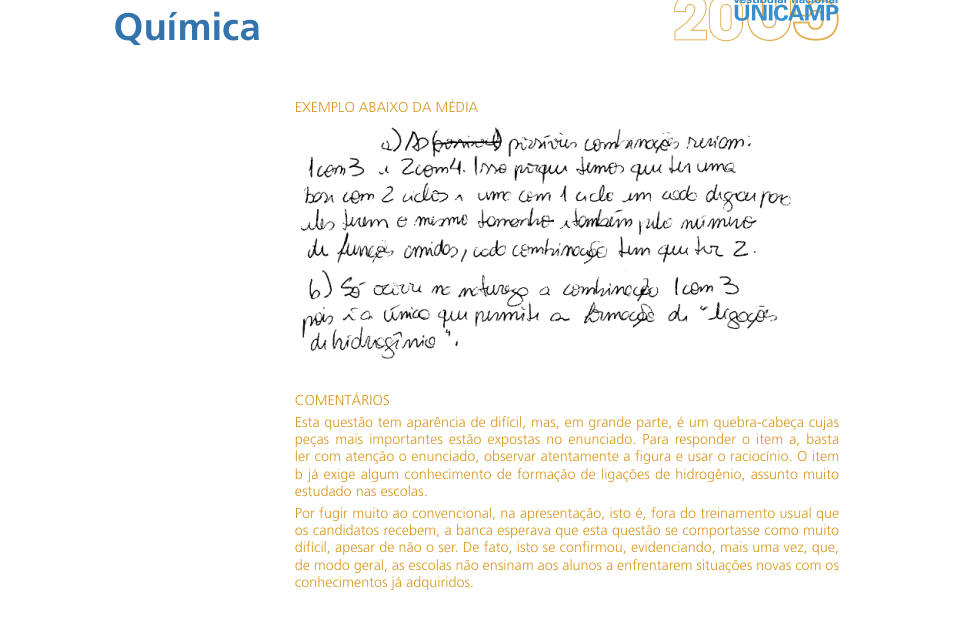 Química
vestibular nacional
UNICAMP
EXEMPLO ABAIXO DA MÉDIA
a) As possíveis combinações seriam:
1 com 3 e 2 com 4. Isso porque temos que ter uma
base com 2 ciclos e uma com 1 ciclo em cada degrau para
eles terem o mesmo tamanho e também pelo número
de funções amidas, cada combinação tem que ter 2.
b) Só ocorre na natureza a combinação 1 com 3
pois é a única que permite a formação de "ligações
de hidrogênio".
COMENTÁRIOS
Esta questão tem aparência de difícil, mas, em grande parte, é um quebra-cabeça cujas
peças mais importantes estão expostas no enunciado. Para responder o item a, basta
ler com atenção o enunciado, observar atentamente a figura e usar o raciocínio. O item
b já exige algum conhecimento de formação de ligações de hidrogênio, assunto muito
estudado nas escolas.
Por fugir muito ao convencional, na apresentação, isto é, fora do treinamento usual que
os candidatos recebem, a banca esperava que esta questão se comportasse como muito
difícil, apesar de não o ser. De fato, isto se confirmou, evidenciando, mais uma vez, que,
de modo geral, as escolas não ensinam aos alunos a enfrentarem situações novas com os
conhecimentos já adquiridos.